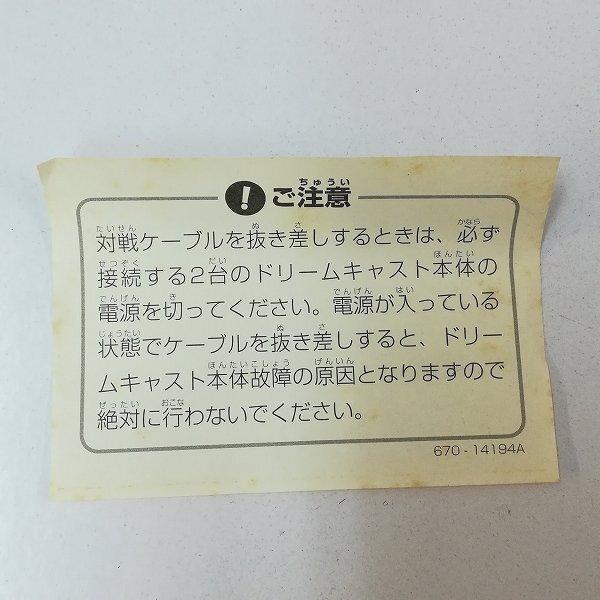 ! ご注意
対戦ケーブルを抜き差しするときは、必ず
接続する2台のドリームキャスト本体の
電源を切ってください。電源が入っている
状態でケーブルを抜き差しすると、ドリー
ムキャスト本体故障の原因となりますので
絶対に行わないでください。
670-14194A